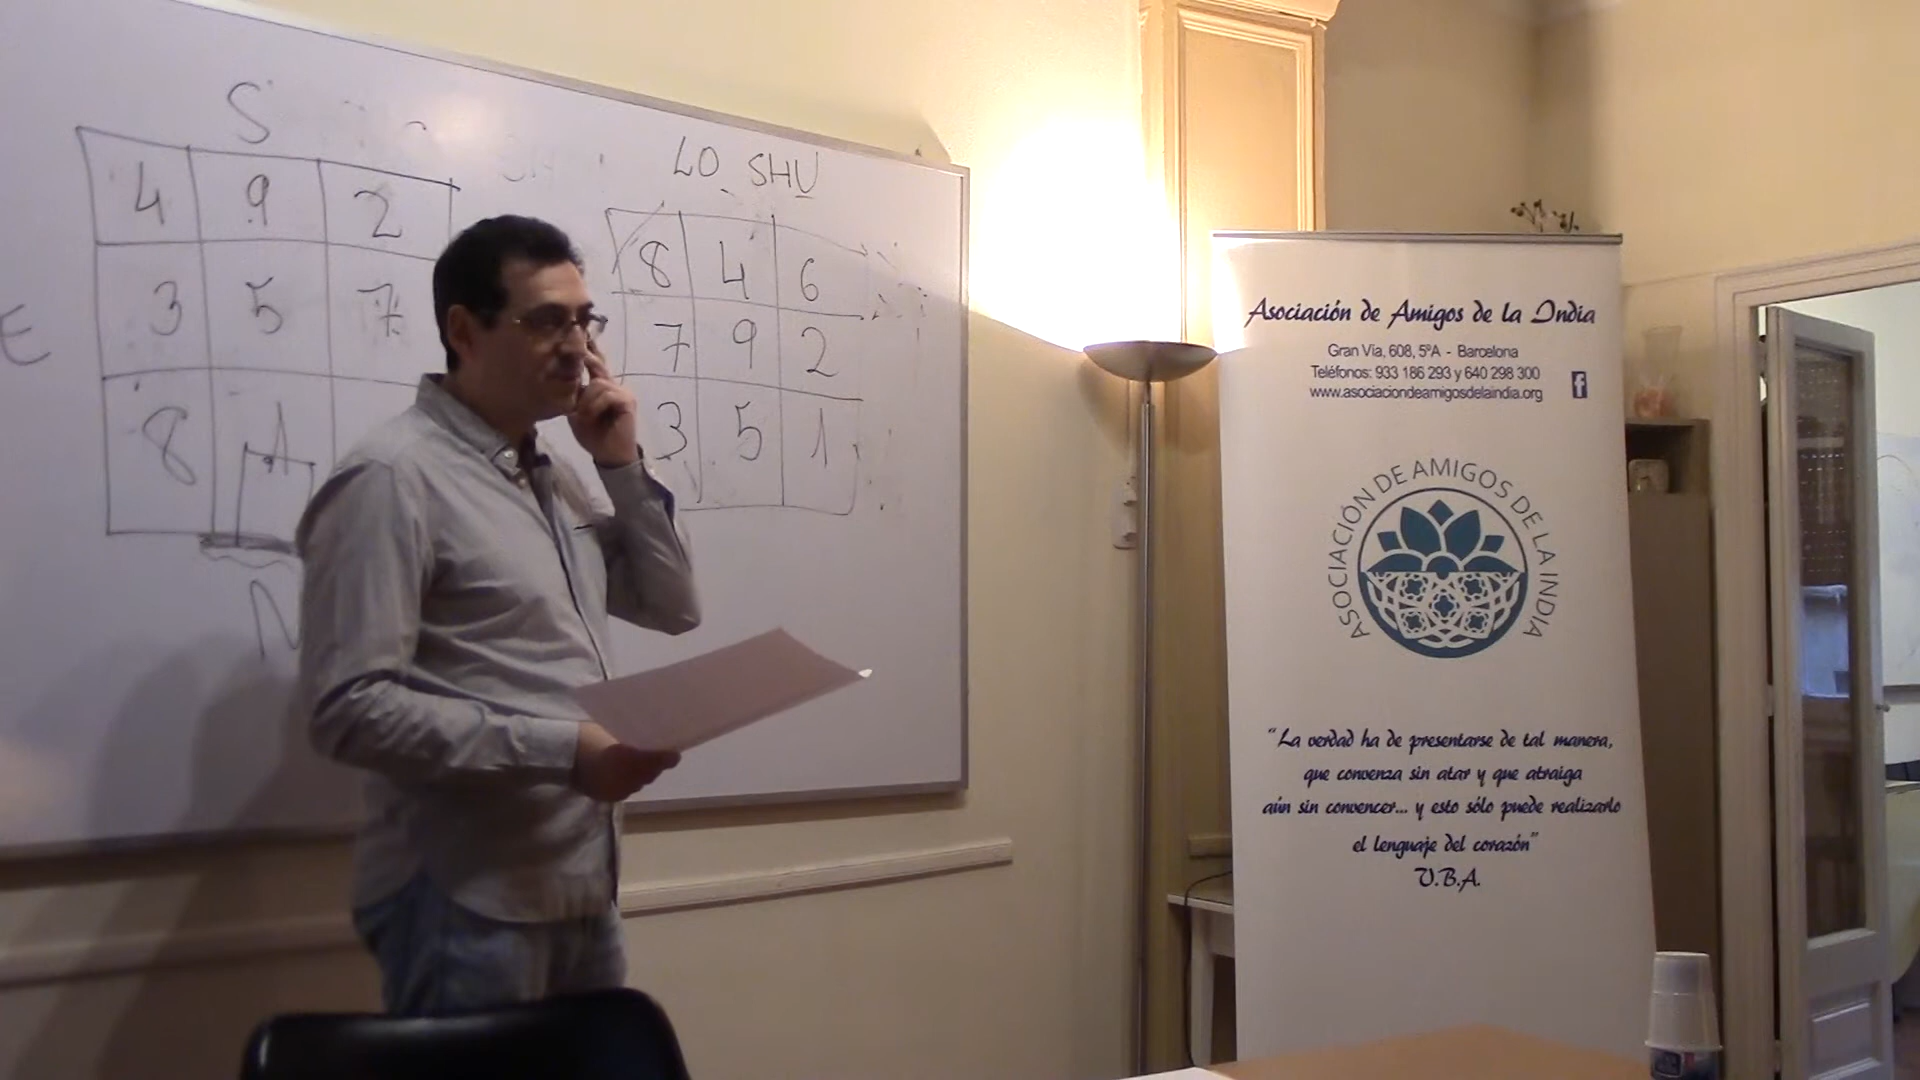 S
4 9 2
3 5 7
8 1
E
N
LO SHU
8 4 6
7 9 2
3 5 1
Asociación de Amigos de la India
Gran Vía, 608, 5ºA - Barcelona
Teléfonos: 933 186 293 y 640 298 300
www.asociaciondeamigosdelaindia.org
f
ASOCIACIÓN DE AMIGOS DE LA INDIA
"La verdad ha de presentarse de tal manera,
que convenza sin atar y que atraiga
aún sin convencer... y esto sólo puede realizarlo
el lenguaje del corazón"
V.B.A.